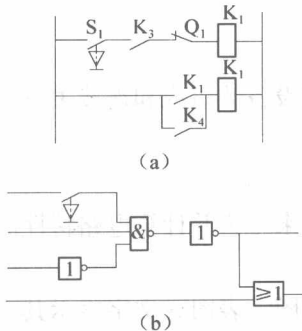 S₁ K₃ Q₁ K₁
K₁ K₁
K₄
(a)
& 1
1
≥1
(b)